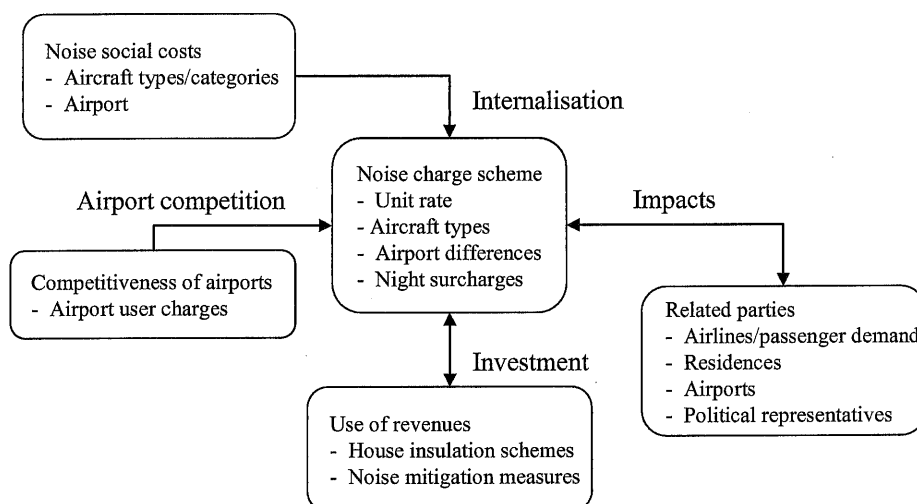 Noise social costs
- Aircraft types/categories
- Airport
Internalisation
Noise charge scheme
- Unit rate
- Aircraft types
- Airport differences
- Night surcharges
Airport competition
Impacts
Competitiveness of airports
- Airport user charges
Related parties
- Airlines/passenger demand
- Residences
- Airports
- Political representatives
Investment
Use of revenues
- House insulation schemes
- Noise mitigation measures